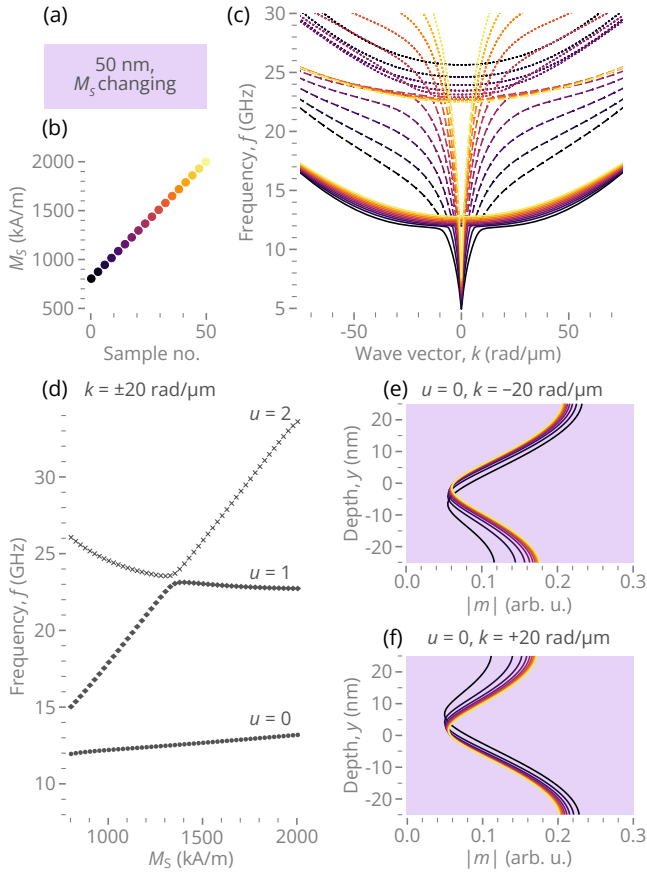 (a)
50 nm,
M_S changing
(b)
2000
1500
1000
500
M_S (kA/m)
0
50
Sample no.
(c)
30
25
20
15
10
5
Frequency, f (GHz)
-50
0
50
Wave vector, k (rad/µm)
(d)
k = ±20 rad/µm
u = 2
u = 1
u = 0
30
25
20
15
10
Frequency, f (GHz)
1000
1500
2000
M_S (kA/m)
(e)
u = 0, k = −20 rad/µm
20
10
0
-10
-20
Depth, y (nm)
0.0
0.1
0.2
0.3
|m| (arb. u.)
(f)
u = 0, k = +20 rad/µm
20
10
0
-10
-20
Depth, y (nm)
0.0
0.1
0.2
0.3
|m| (arb. u.)